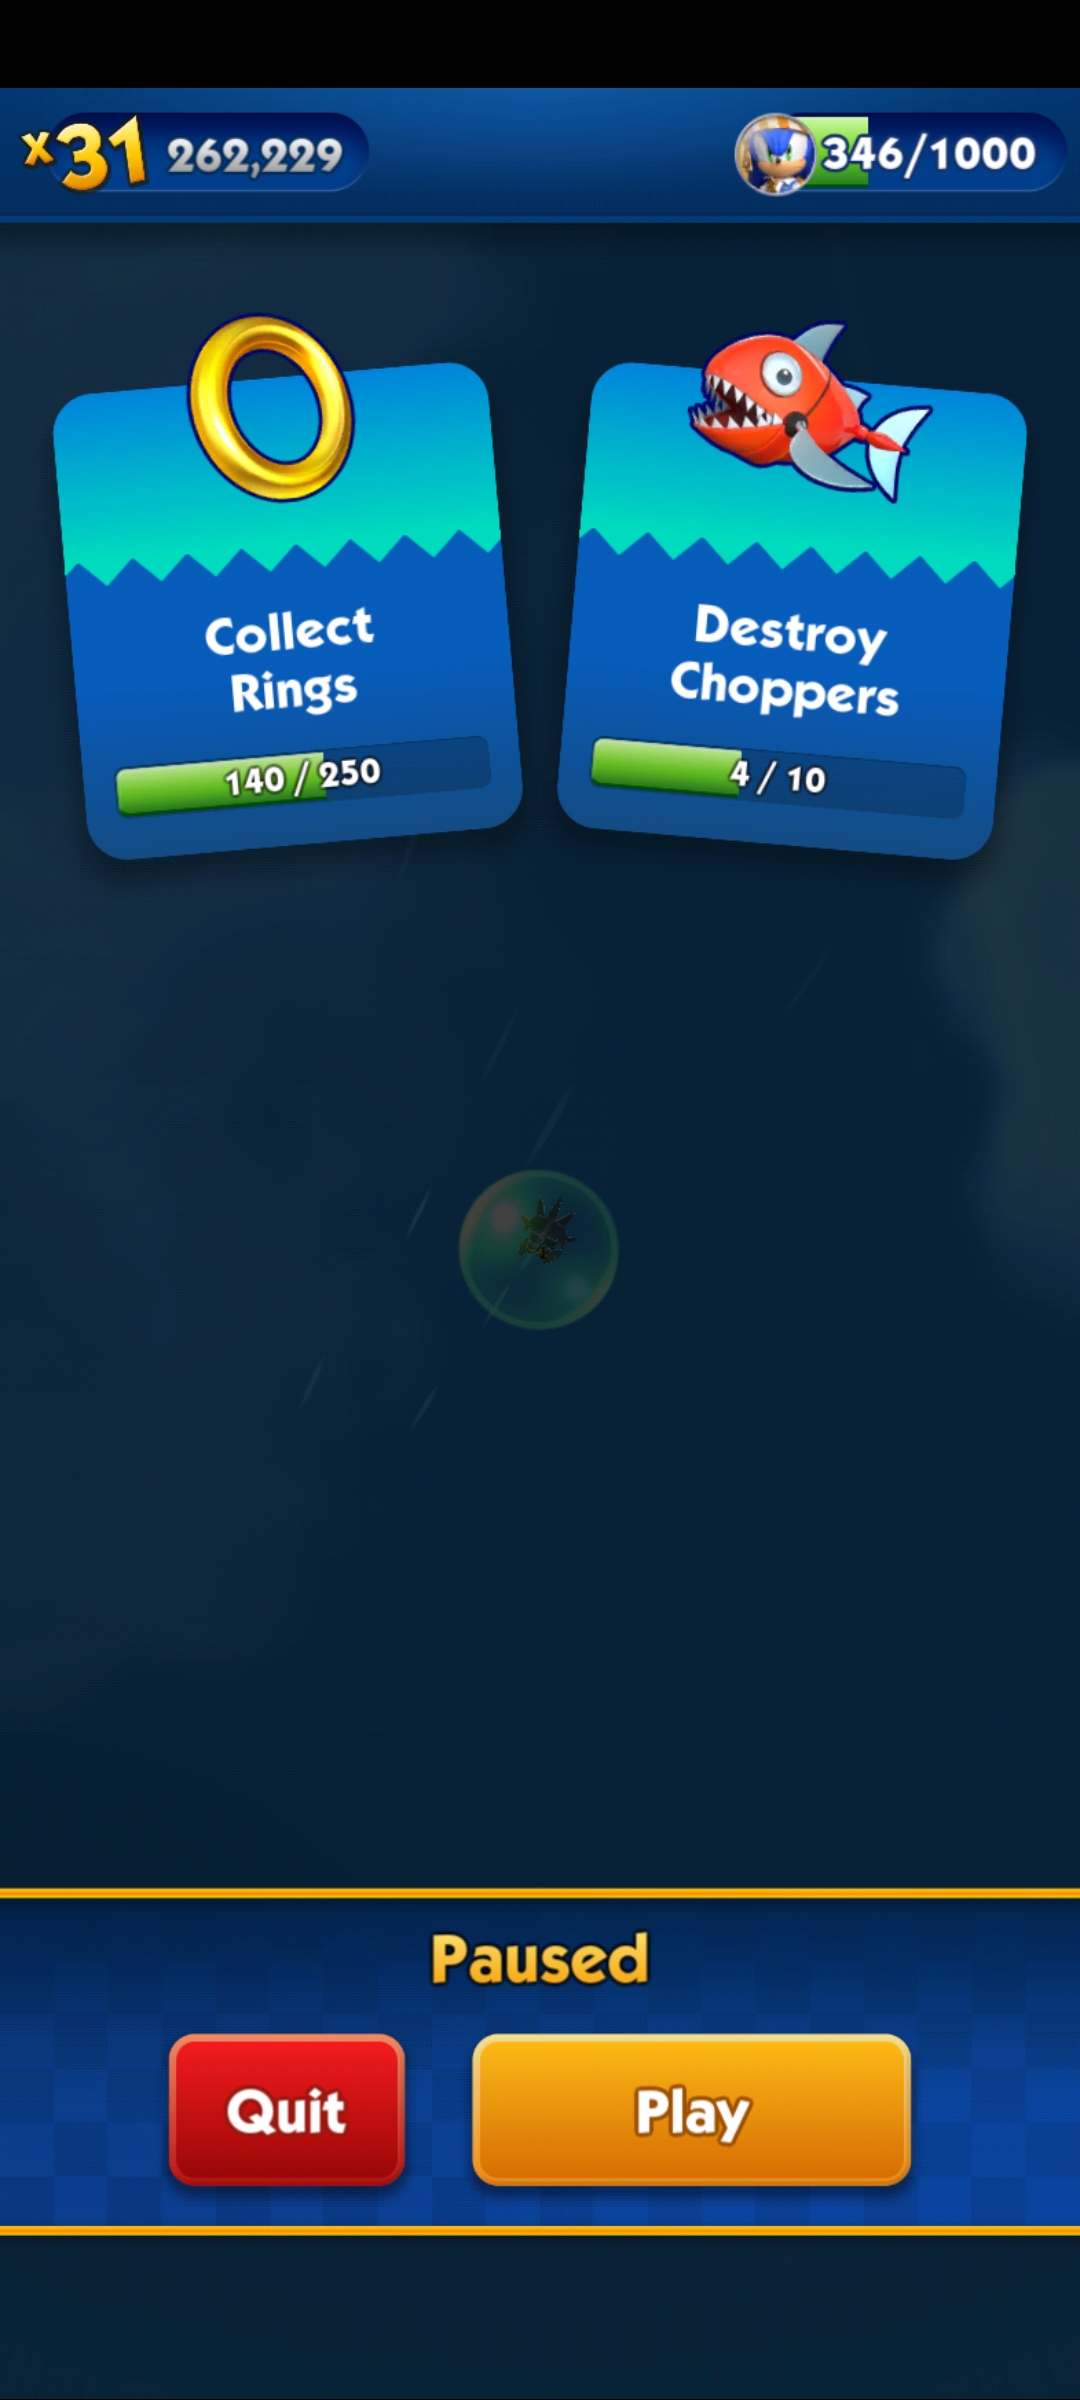 x31 262,229
346/1000
Collect
Rings
140 / 250
Destroy
Choppers
4 / 10
Paused
Quit
Play